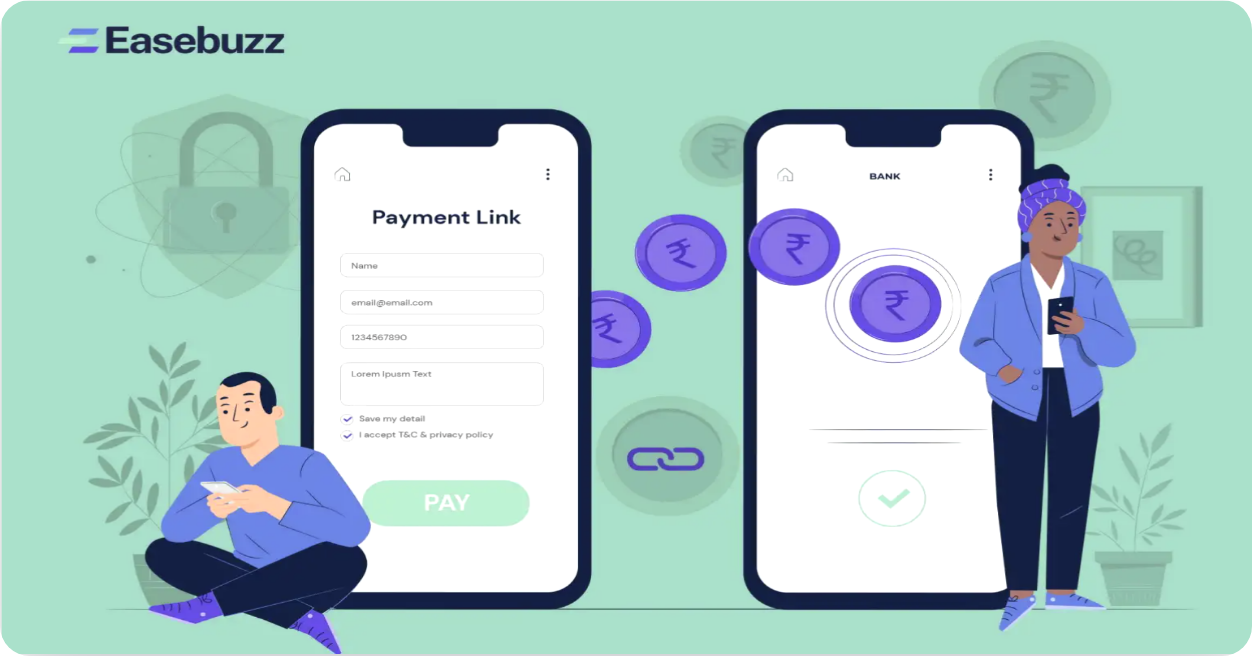 Easebuzz
Payment Link
Name
email@email.com
1234567890
Lorem Ipusm Text
Save my detail
I accept T&C & privacy policy
PAY
BANK
₹
₹
₹
₹
₹
₹